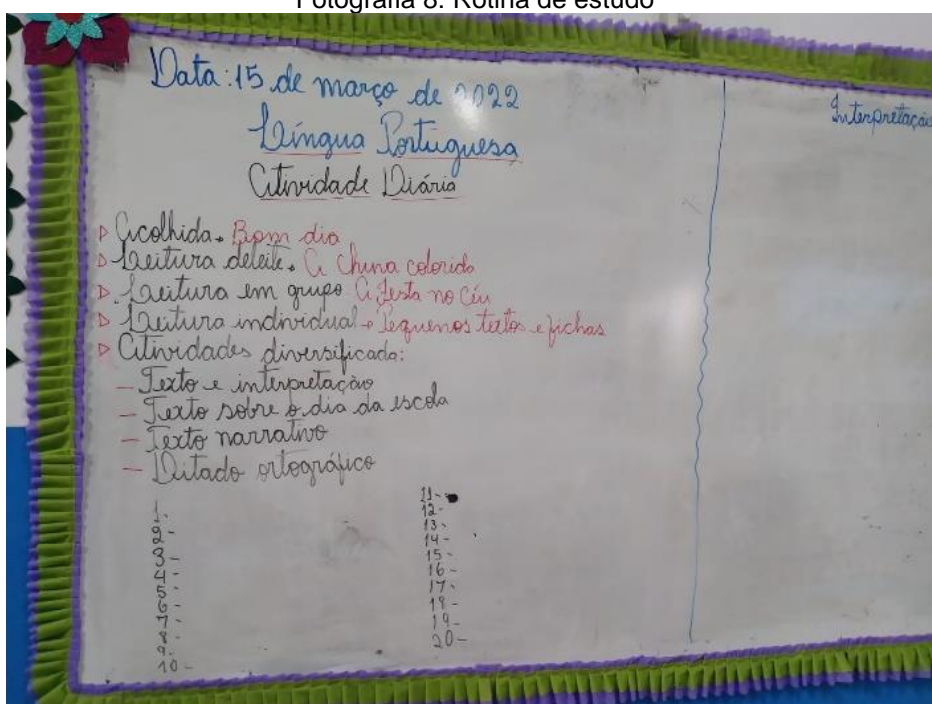 Fotografia 8: Rotina de estudo
Data: 15 de março de 2022
Língua Portuguesa
Atividade Diária
Acolhida. Bom dia
Leitura deleite. A chuva colorida
Leitura em grupo A festa no Céu
Leitura individual. Pequenos textos e fichas
Atividades diversificada:
- Texto e interpretação
- Texto sobre o dia da escola
- Texto narrativo
- Ditado ortográfico
1-
2-
3-
4-
5-
6-
7-
8-
9-
10-
11-
12-
13-
14-
15-
16-
17-
18-
19-
20-
Interpretação